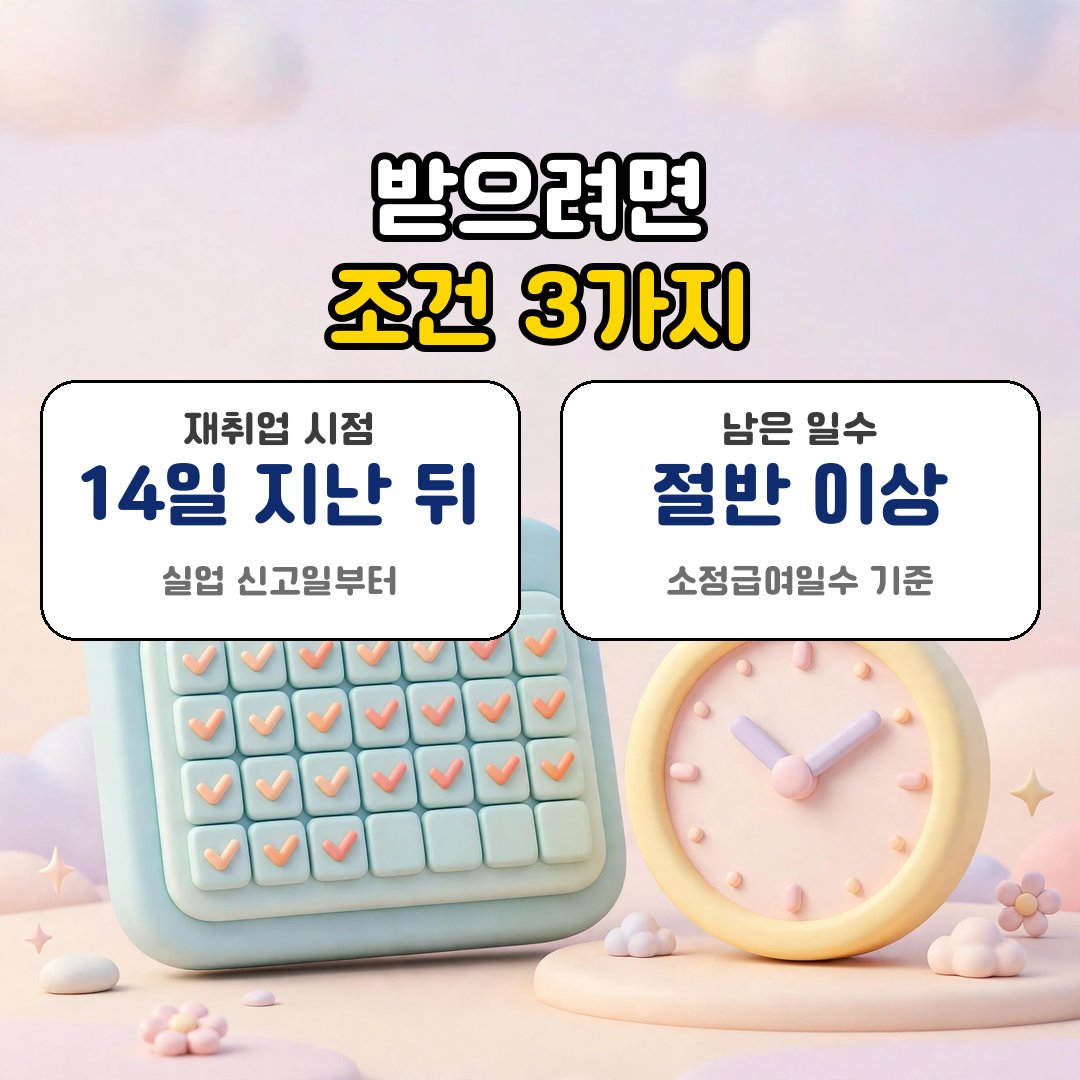 받으려면
조건 3가지
재취업 시점
14일 지난 뒤
실업 신고일부터
남은 일수
절반 이상
소정급여일수 기준